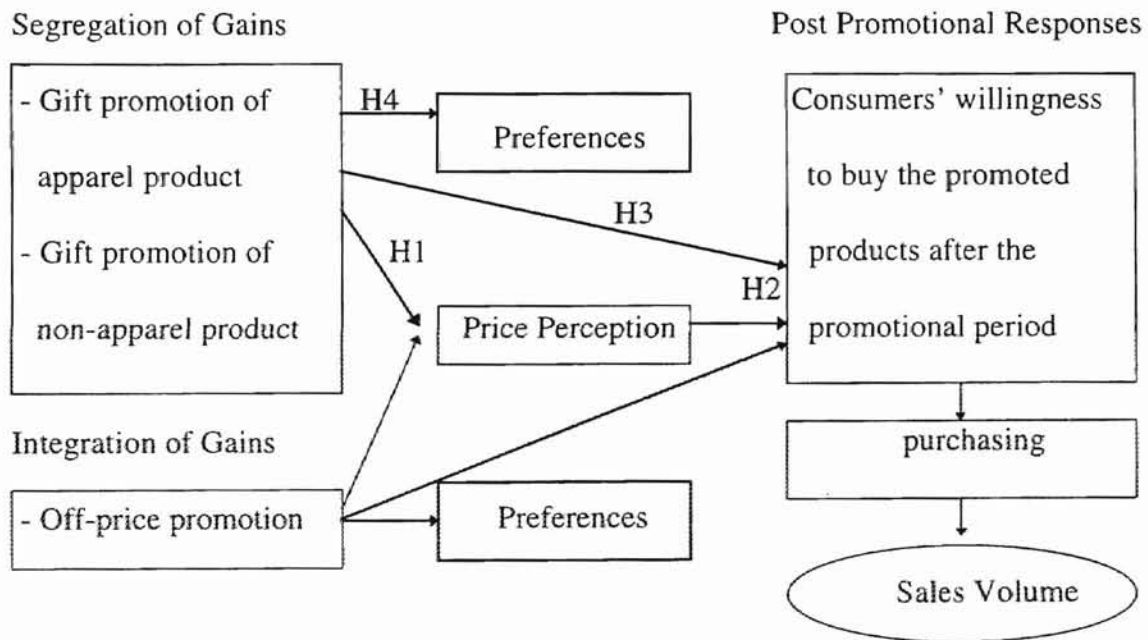 Segregation of Gains
Post Promotional Responses
- Gift promotion of
apparel product
- Gift promotion of
non-apparel product
H4
Preferences
H3
H1
H2
Price Perception
Consumers' willingness
to buy the promoted
products after the
promotional period
Integration of Gains
- Off-price promotion
Preferences
purchasing
Sales Volume